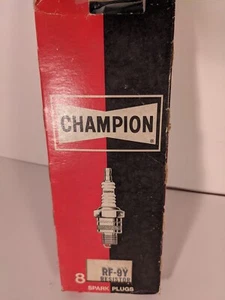 CHAMPION
®
8
RF-9Y
RESISTOR
SPARK PLUGS